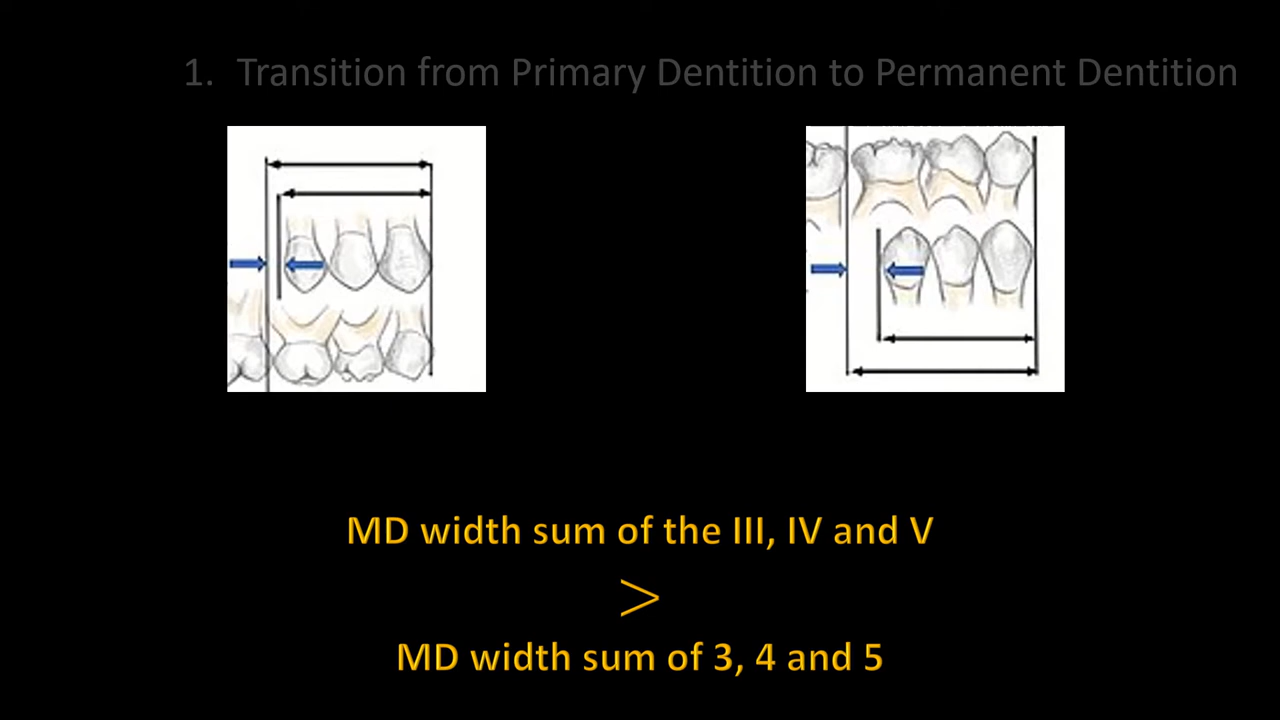 1. Transition from Primary Dentition to Permanent Dentition
MD width sum of the III, IV and V
>
MD width sum of 3, 4 and 5